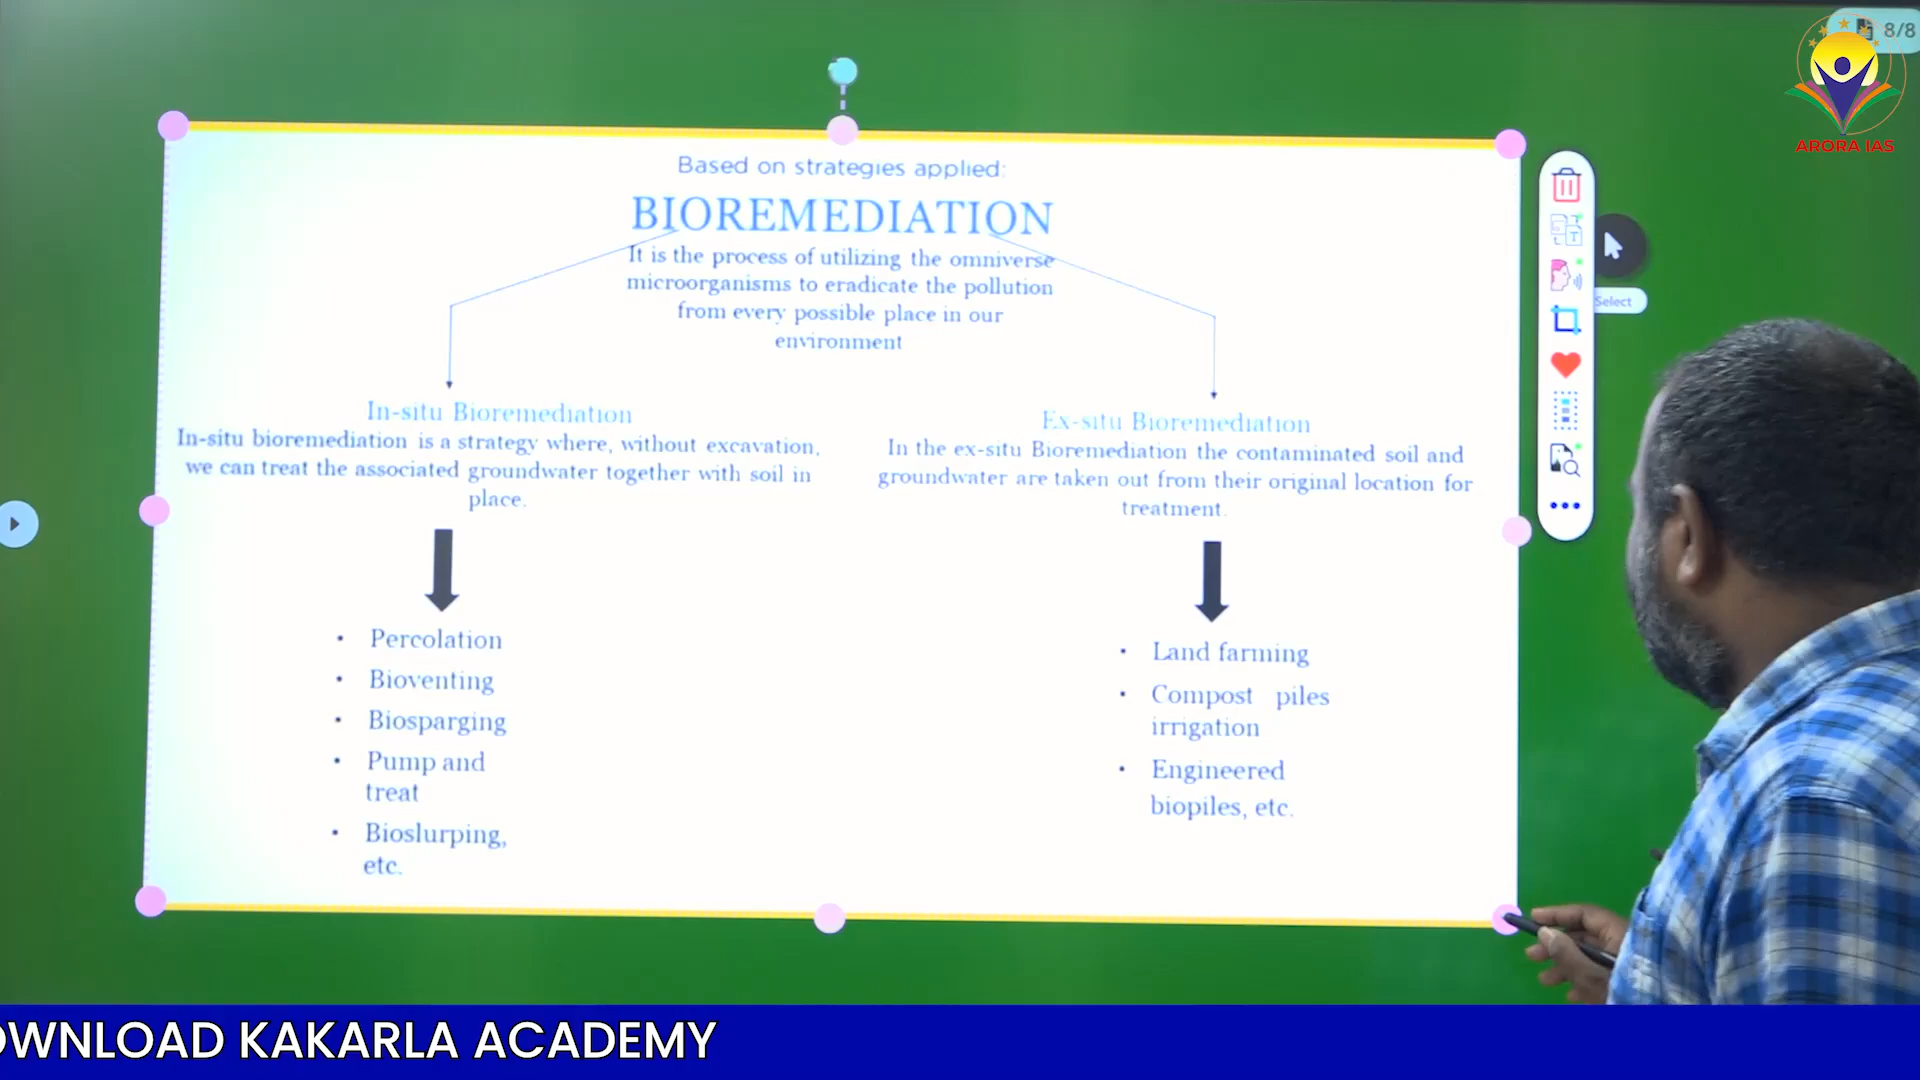 8/8
ARORA IAS
Based on strategies applied:
BIOREMEDIATION
It is the process of utilizing the omniverse
microorganisms to eradicate the pollution
from every possible place in our
environment
Select
In-situ Bioremediation
In-situ bioremediation is a strategy where, without excavation,
we can treat the associated groundwater together with soil in
place.
• Percolation
• Bioventing
• Biosparging
• Pump and
treat
• Bioslurping,
etc.
Ex-situ Bioremediation
In the ex-situ Bioremediation the contaminated soil and
groundwater are taken out from their original location for
treatment.
• Land farming
• Compost piles
irrigation
• Engineered
biopiles, etc.
OWNLOAD KAKARLA ACADEMY